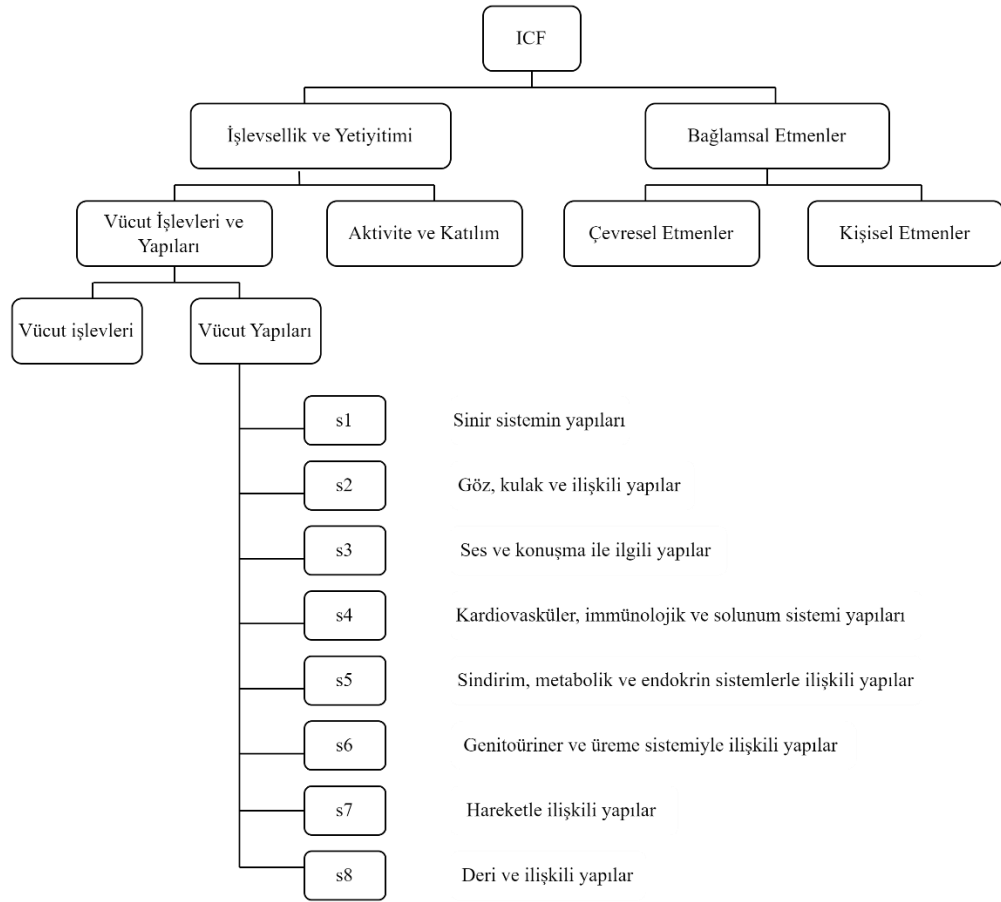 ICF
İşlevsellik ve Yetiyitimi
Bağlamsal Etmenler
Vücut İşlevleri ve
Yapıları
Aktivite ve Katılım
Çevresel Etmenler
Kişisel Etmenler
Vücut işlevleri
Vücut Yapıları
s1 Sinir sistemin yapıları
s2 Göz, kulak ve ilişkili yapılar
s3 Ses ve konuşma ile ilgili yapılar
s4 Kardiovasküler, immünolojik ve solunum sistemi yapıları
s5 Sindirim, metabolik ve endokrin sistemlerle ilişkili yapılar
s6 Genitoüriner ve üreme sistemiyle ilişkili yapılar
s7 Hareketle ilişkili yapılar
s8 Deri ve ilişkili yapılar